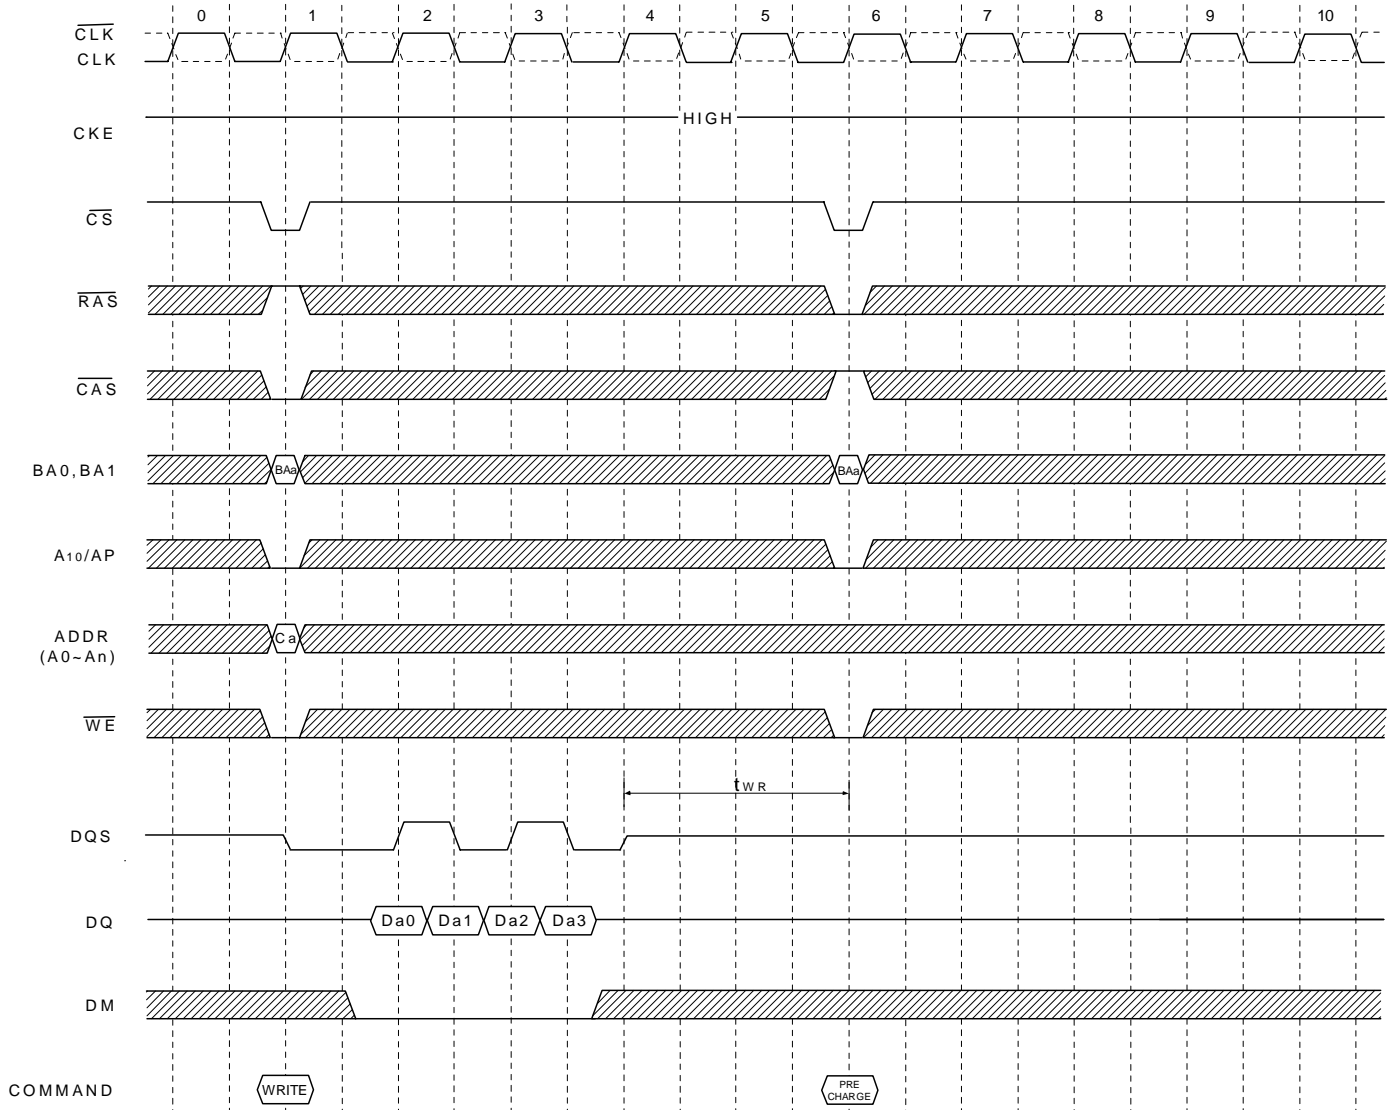 0 1 2 3 4 5 6 7 8 9 10
CLK
CLK
HIGH
CKE
CS
RAS
CAS
BA0,BA1 BAa BAa
A10/AP
ADDR Ca
(A0~An)
WE
tWR
DQS
DQ Da0 Da1 Da2 Da3
DM
COMMAND WRITE PRE
CHARGE